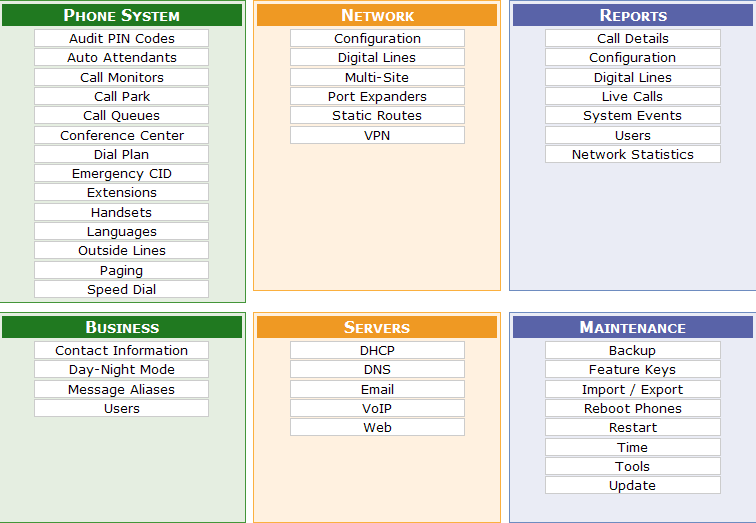 Phone System
Audit PIN Codes
Auto Attendants
Call Monitors
Call Park
Call Queues
Conference Center
Dial Plan
Emergency CID
Extensions
Handsets
Languages
Outside Lines
Paging
Speed Dial
Network
Configuration
Digital Lines
Multi-Site
Port Expanders
Static Routes
VPN
Reports
Call Details
Configuration
Digital Lines
Live Calls
System Events
Users
Network Statistics
Business
Contact Information
Day-Night Mode
Message Aliases
Users
Servers
DHCP
DNS
Email
VoIP
Web
Maintenance
Backup
Feature Keys
Import / Export
Reboot Phones
Restart
Time
Tools
Update